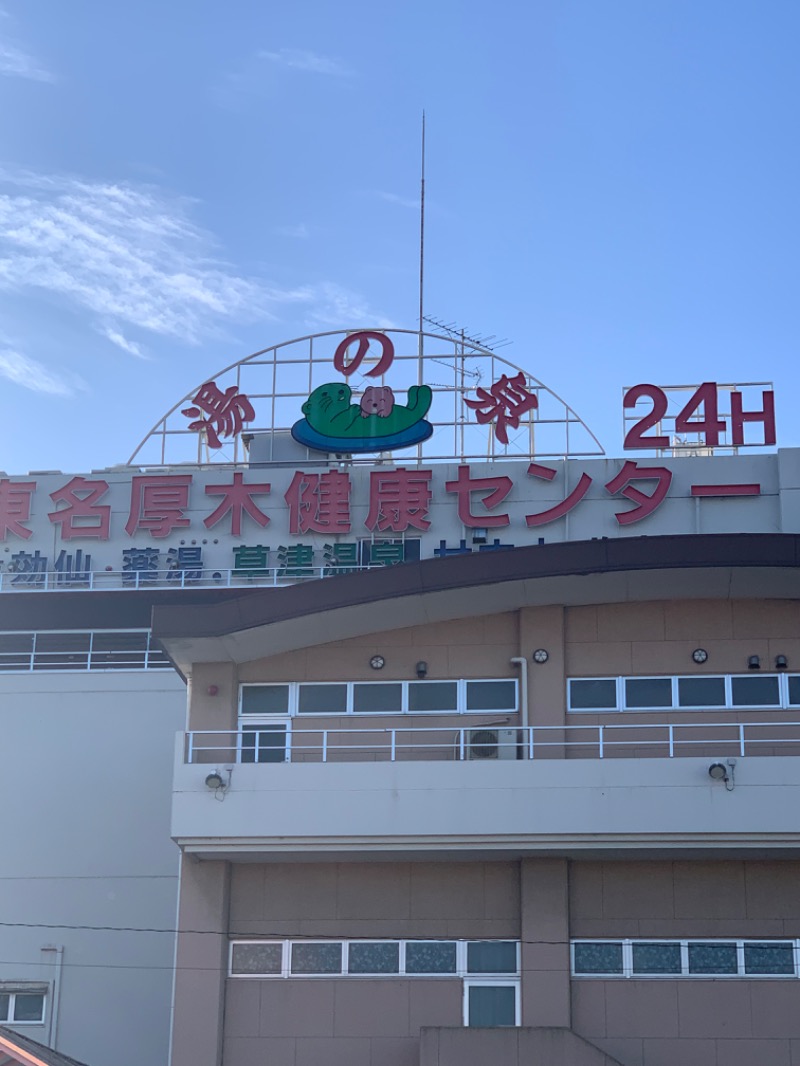 湯の泉
24H
東名厚木健康センター
効仙・薬湯.草津温泉